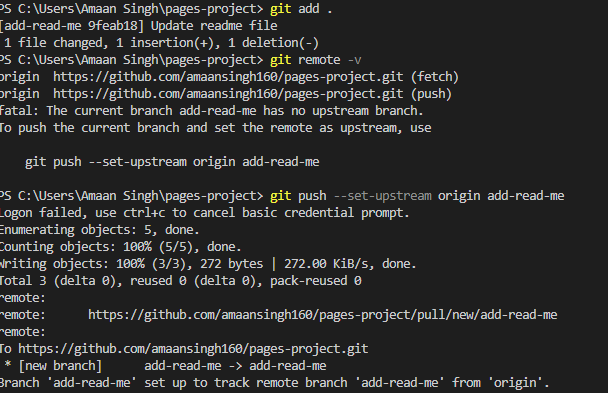 PS C:\Users\Amaan Singh\pages-project> git add .
[add-read-me 9feab18] Update readme file
1 file changed, 1 insertion(+), 1 deletion(-)
PS C:\Users\Amaan Singh\pages-project> git remote -v
origin  https://github.com/amaansingh160/pages-project.git (fetch)
origin  https://github.com/amaansingh160/pages-project.git (push)
fatal: The current branch add-read-me has no upstream branch.
To push the current branch and set the remote as upstream, use
git push --set-upstream origin add-read-me
PS C:\Users\Amaan Singh\pages-project> git push --set-upstream origin add-read-me
Logon failed, use ctrl+c to cancel basic credential prompt.
Enumerating objects: 5, done.
Counting objects: 100% (5/5), done.
Writing objects: 100% (3/3), 272 bytes | 272.00 KiB/s, done.
Total 3 (delta 0), reused 0 (delta 0), pack-reused 0
remote:
remote:      https://github.com/amaansingh160/pages-project/pull/new/add-read-me
remote:
To https://github.com/amaansingh160/pages-project.git
* [new branch]      add-read-me -> add-read-me
Branch 'add-read-me' set up to track remote branch 'add-read-me' from 'origin'.